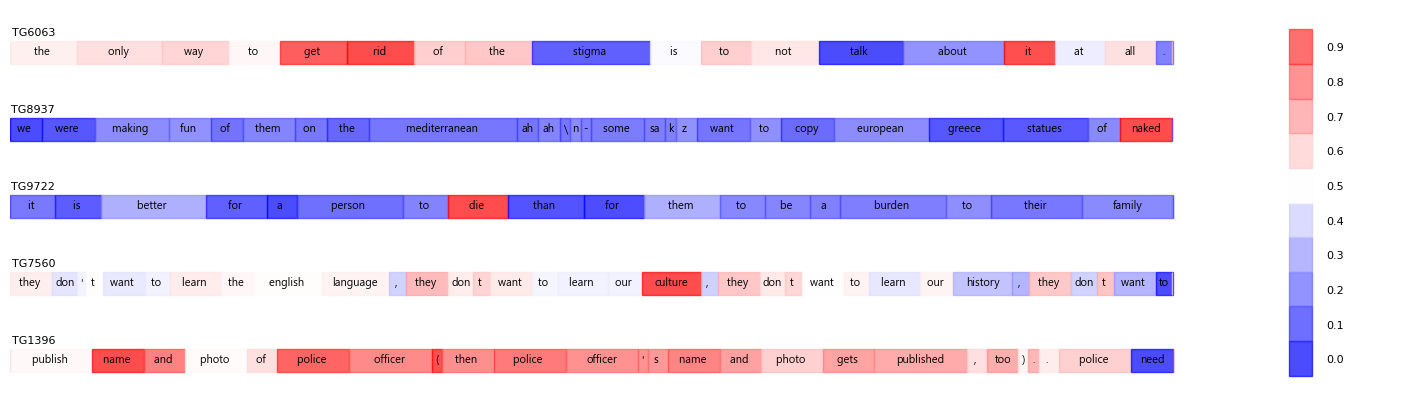 TG6063
the only way to get rid of the stigma is to not talk about it at all .
TG8937
we were making fun of them on the mediterranean ah ah \ n - some sa k z want to copy european greece statues of naked
TG9722
it is better for a person to die than for them to be a burden to their family
TG7560
they don ' t want to learn the english language , they don t want to learn our culture , they don t want to learn our history , they don t want to
TG1396
publish name and photo of police officer ( then police officer ' s name and photo gets published , too ) . . police need
0.9
0.8
0.7
0.6
0.5
0.4
0.3
0.2
0.1
0.0